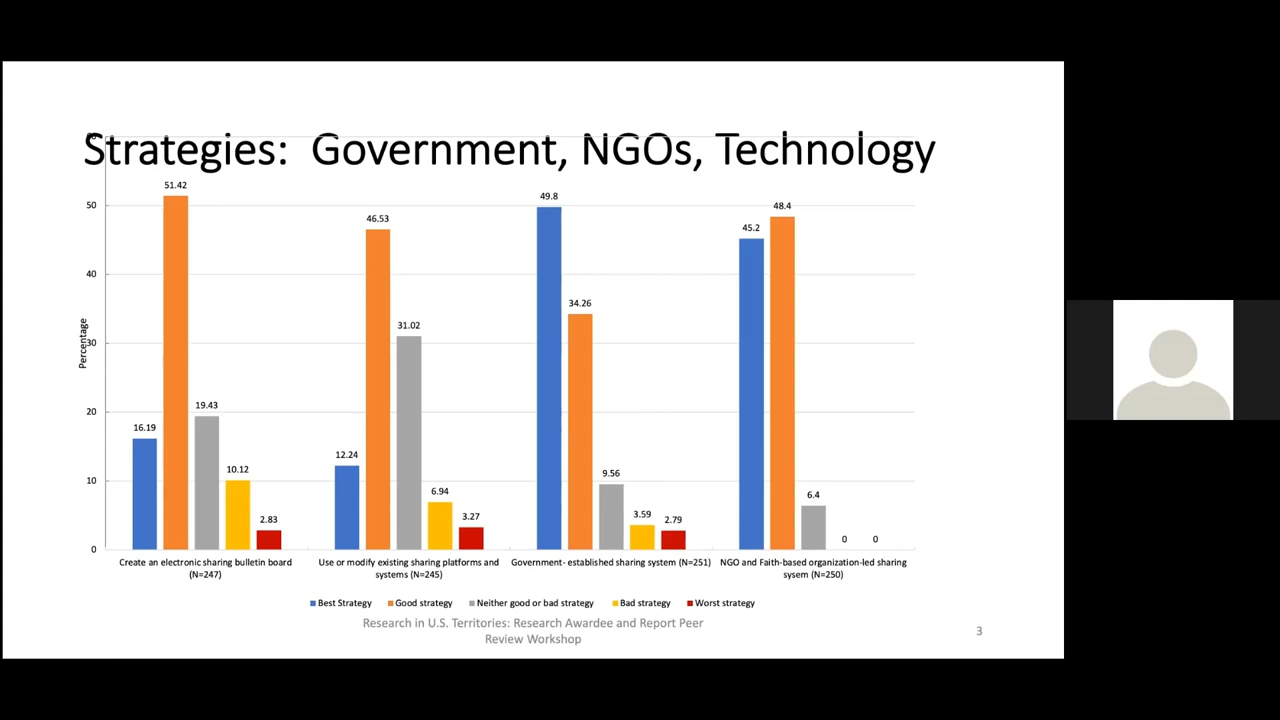 Strategies:  Government, NGOs, Technology
60
50
40
30
20
10
0
Percentage
16.19
51.42
19.43
10.12
2.83
12.24
46.53
31.02
6.94
3.27
49.8
34.26
9.56
3.59
2.79
45.2
48.4
6.4
0
0
Create an electronic sharing bulletin board
(N=247)
Use or modify existing sharing platforms and
systems (N=245)
Government- established sharing system (N=251)
NGO and Faith-based organization-led sharing
sysem (N=250)
Best Strategy
Good strategy
Neither good or bad strategy
Bad strategy
Worst strategy
Research in U.S. Territories: Research Awardee and Report Peer
Review Workshop
3